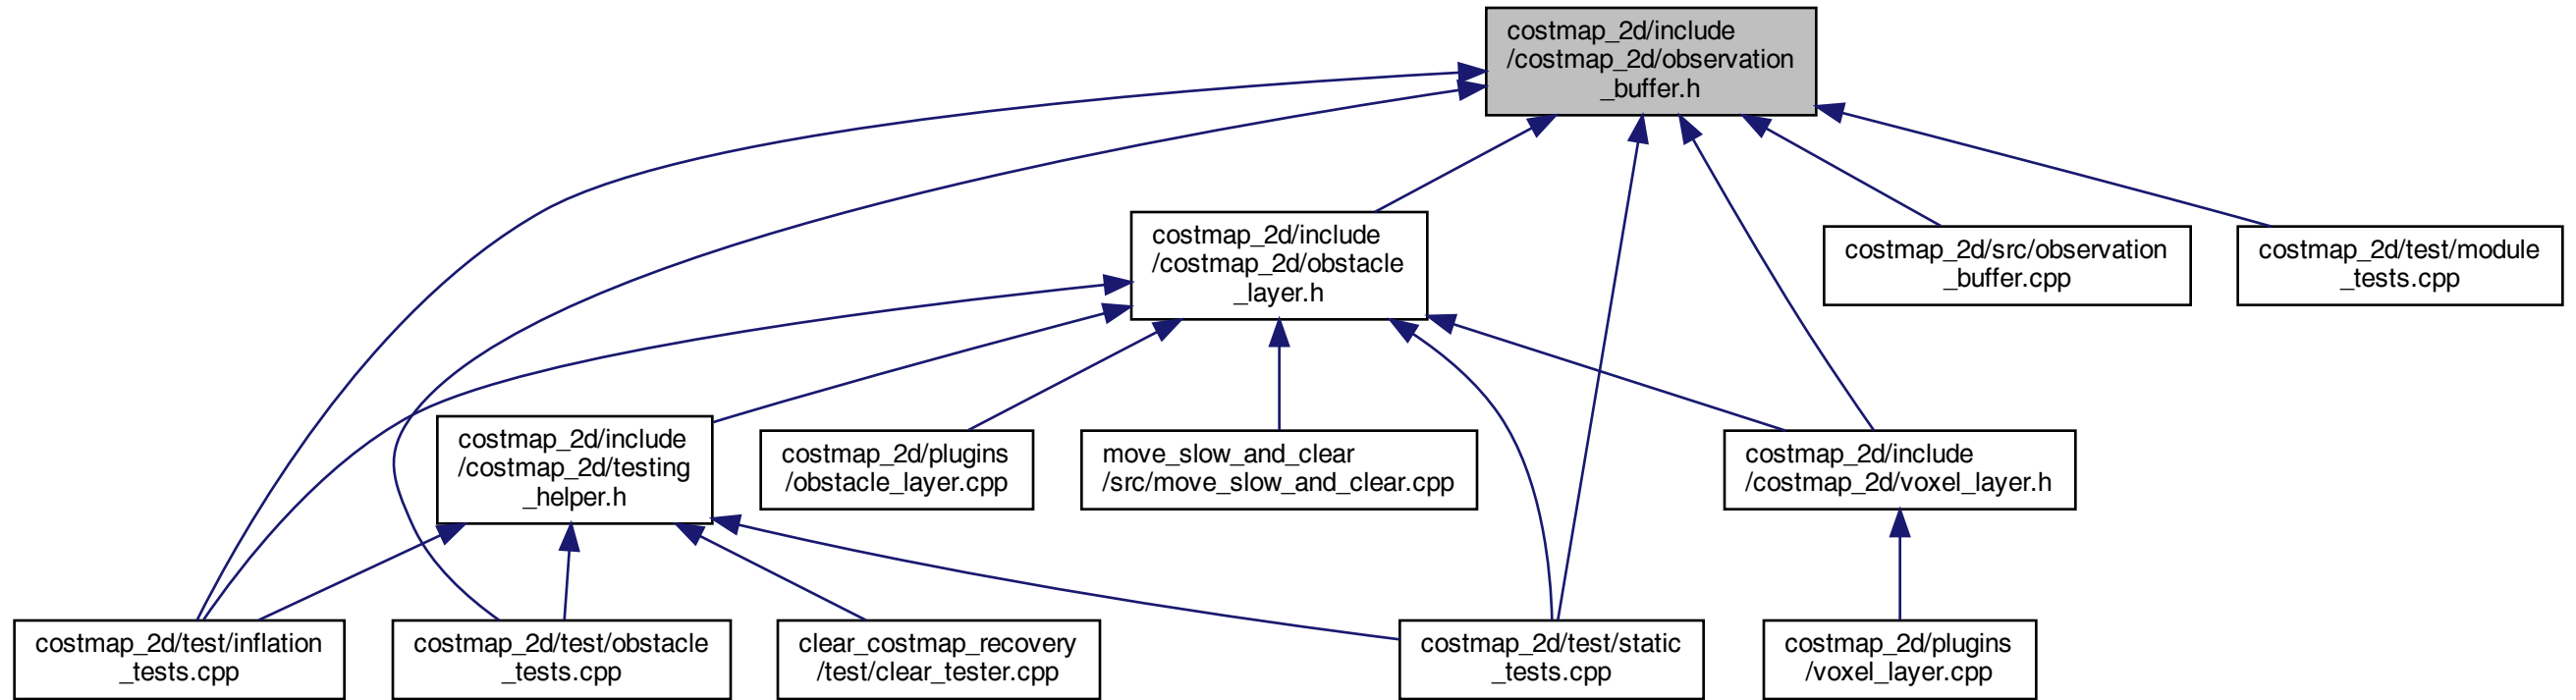 costmap_2d/include
/costmap_2d/observation
_buffer.h
costmap_2d/include
/costmap_2d/obstacle
_layer.h
costmap_2d/src/observation
_buffer.cpp
costmap_2d/test/module
_tests.cpp
costmap_2d/include
/costmap_2d/testing
_helper.h
costmap_2d/plugins
/obstacle_layer.cpp
move_slow_and_clear
/src/move_slow_and_clear.cpp
costmap_2d/include
/costmap_2d/voxel_layer.h
costmap_2d/test/inflation
_tests.cpp
costmap_2d/test/obstacle
_tests.cpp
clear_costmap_recovery
/test/clear_tester.cpp
costmap_2d/test/static
_tests.cpp
costmap_2d/plugins
/voxel_layer.cpp